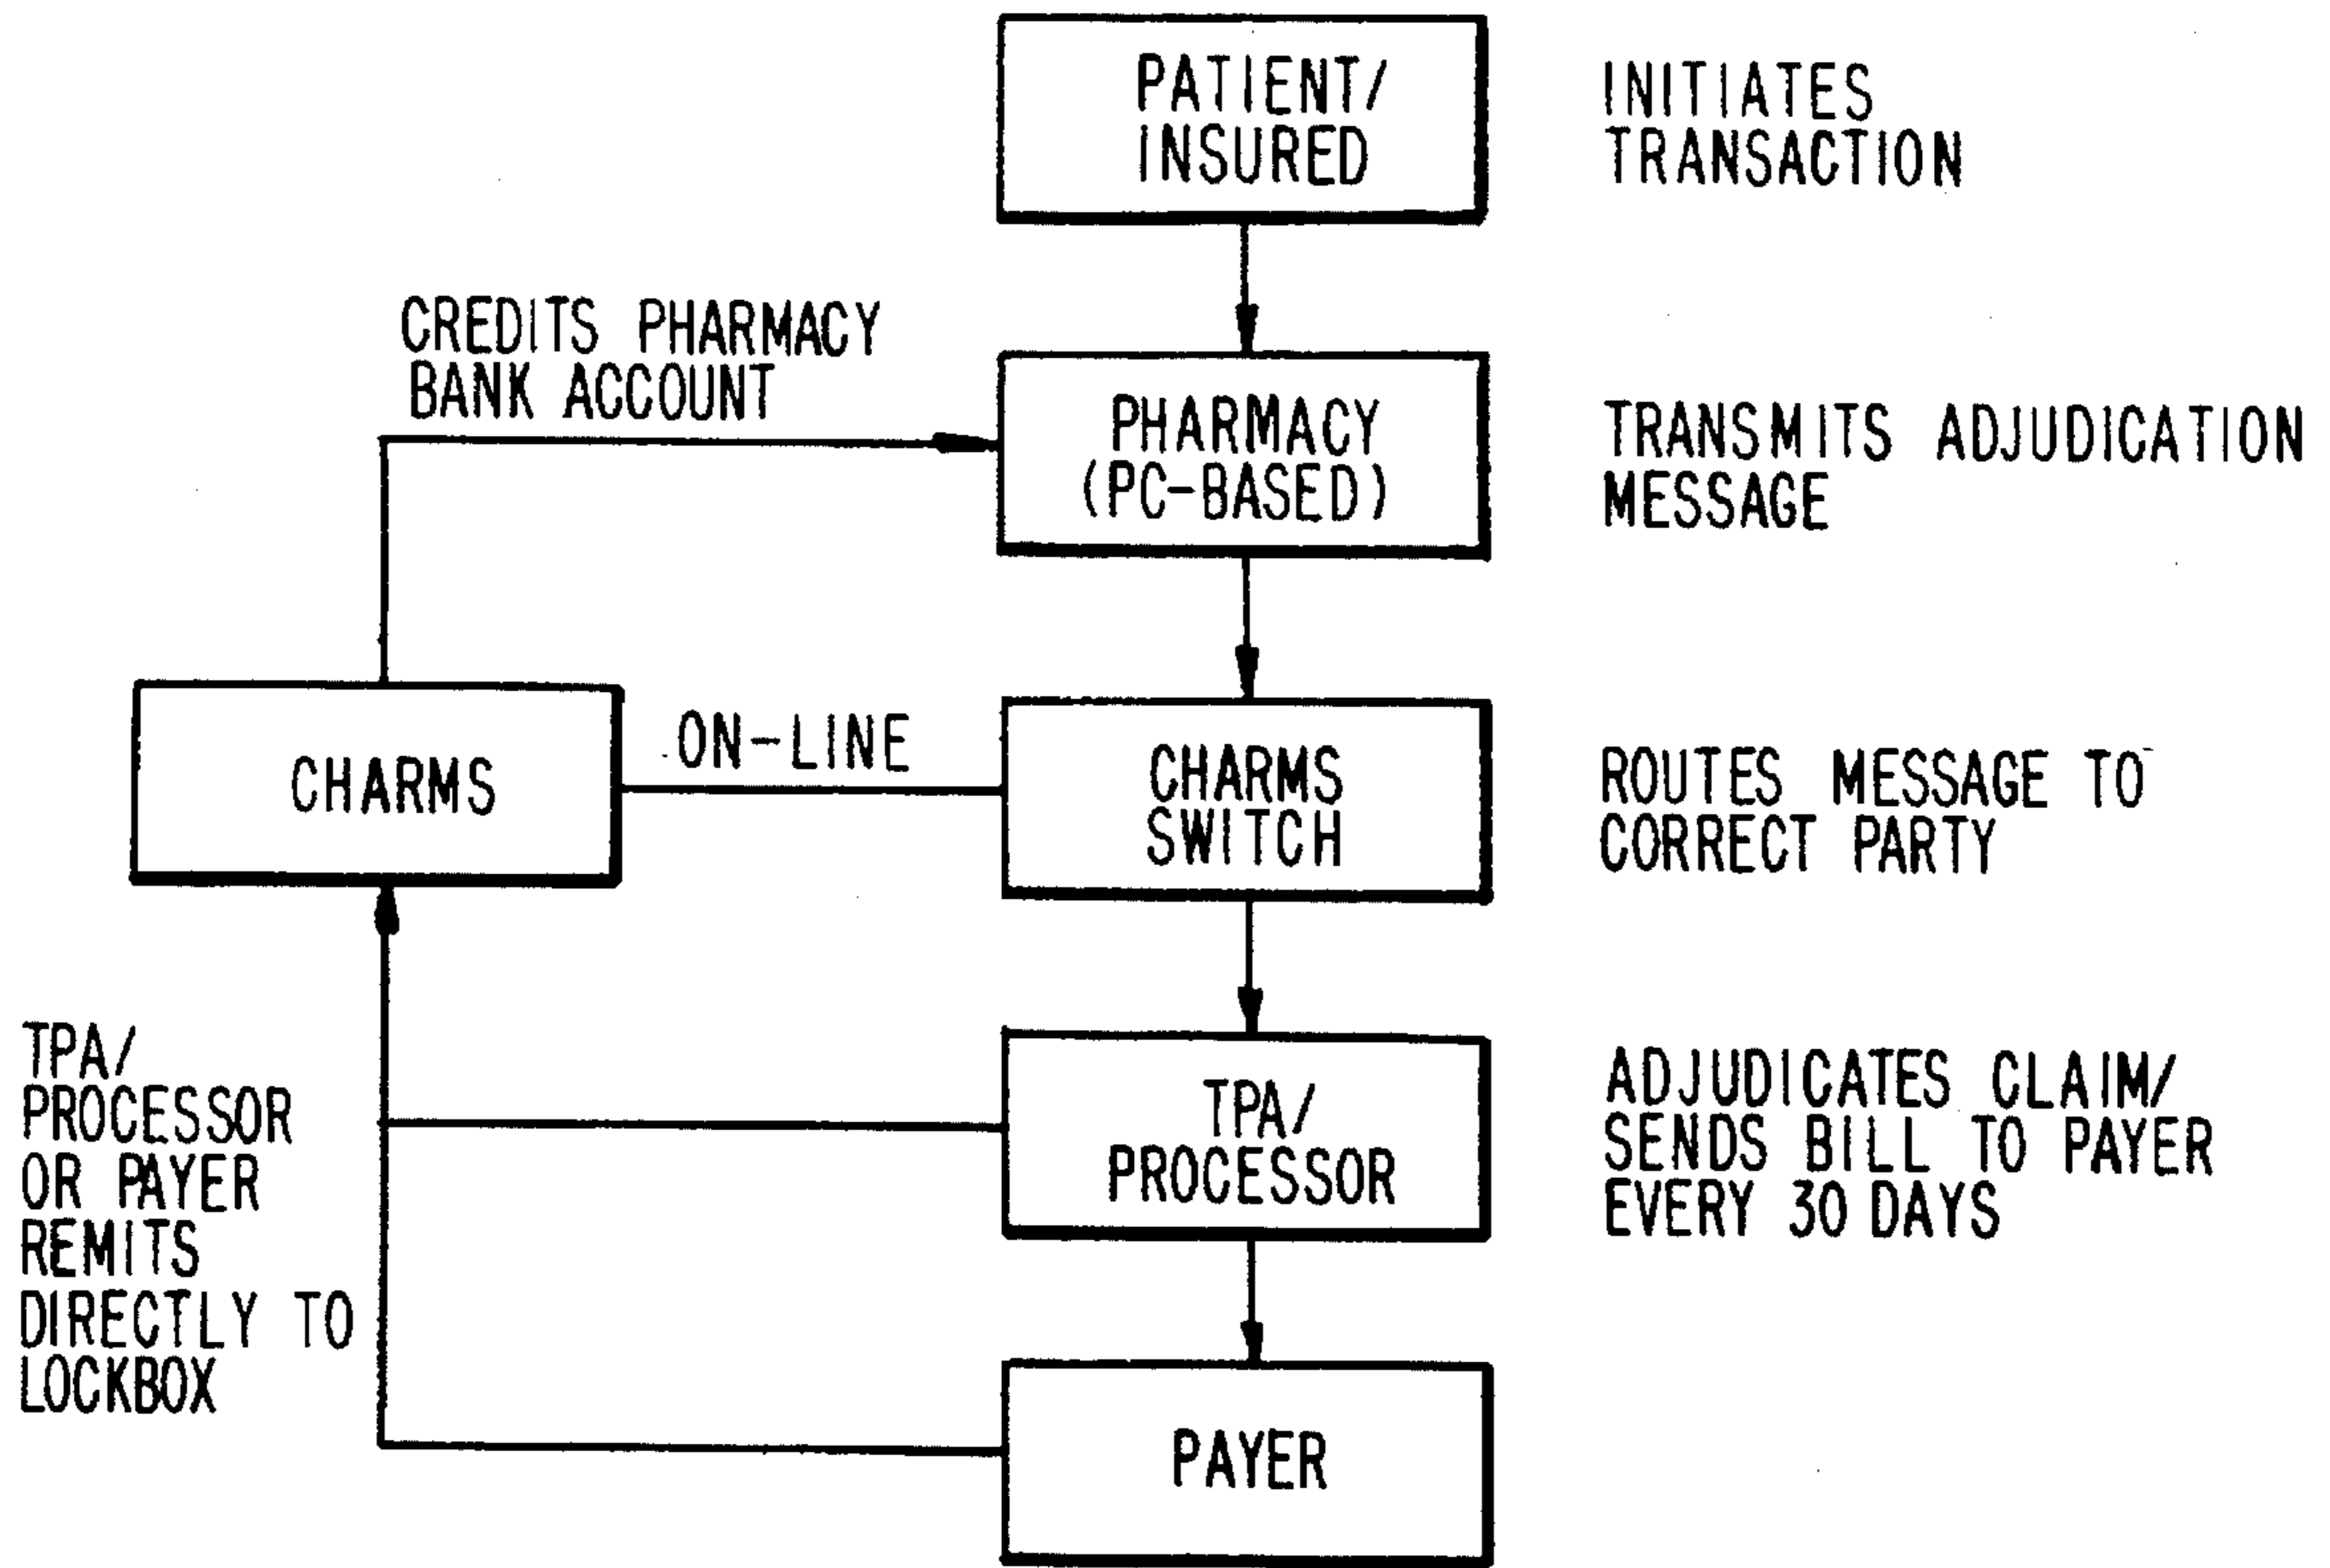 PATIENT/
INSURED
INITIATES
TRANSACTION
CREDITS PHARMACY
BANK ACCOUNT
PHARMACY
(PC-BASED)
TRANSMITS ADJUDICATION
MESSAGE
CHARMS
ON-LINE
CHARMS
SWITCH
ROUTES MESSAGE TO
CORRECT PARTY
TPA/
PROCESSOR
OR PAYER
REMITS
DIRECTLY TO
LOCKBOX
TPA/
PROCESSOR
ADJUDICATES CLAIM/
SENDS BILL TO PAYER
EVERY 30 DAYS
PAYER